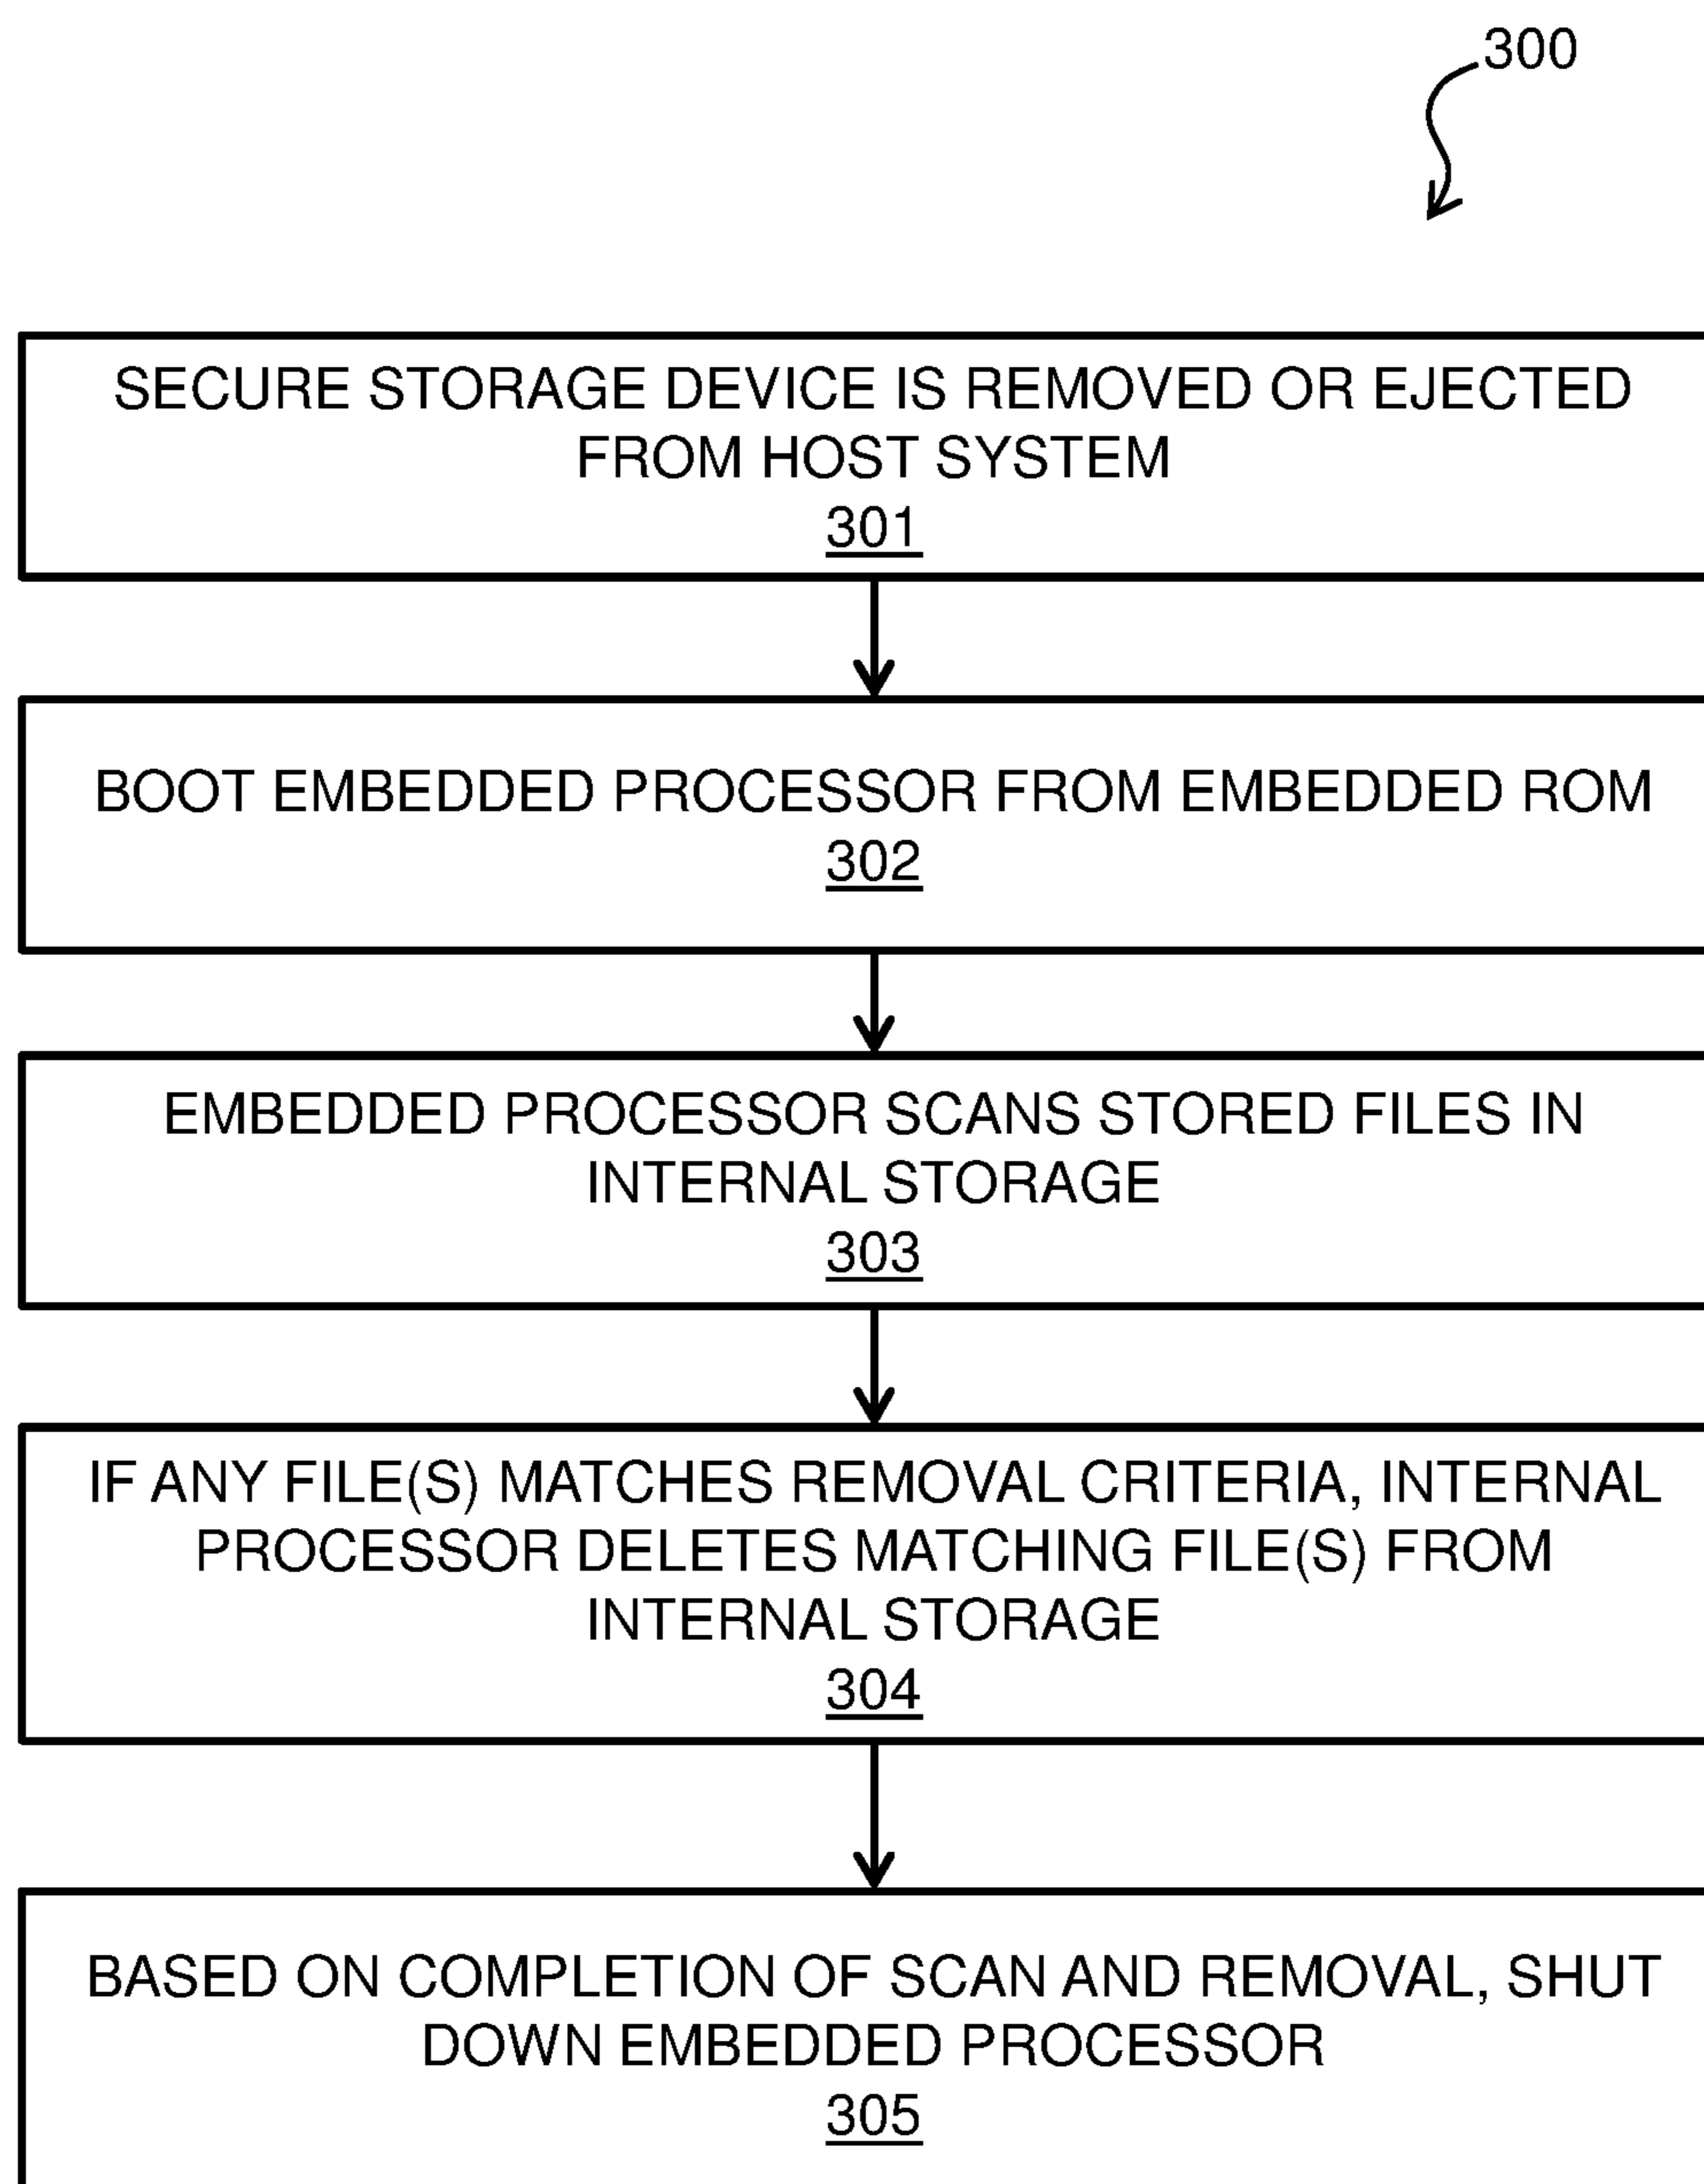 300
SECURE STORAGE DEVICE IS REMOVED OR EJECTED
FROM HOST SYSTEM
301
BOOT EMBEDDED PROCESSOR FROM EMBEDDED ROM
302
EMBEDDED PROCESSOR SCANS STORED FILES IN
INTERNAL STORAGE
303
IF ANY FILE(S) MATCHES REMOVAL CRITERIA, INTERNAL
PROCESSOR DELETES MATCHING FILE(S) FROM
INTERNAL STORAGE
304
BASED ON COMPLETION OF SCAN AND REMOVAL, SHUT
DOWN EMBEDDED PROCESSOR
305